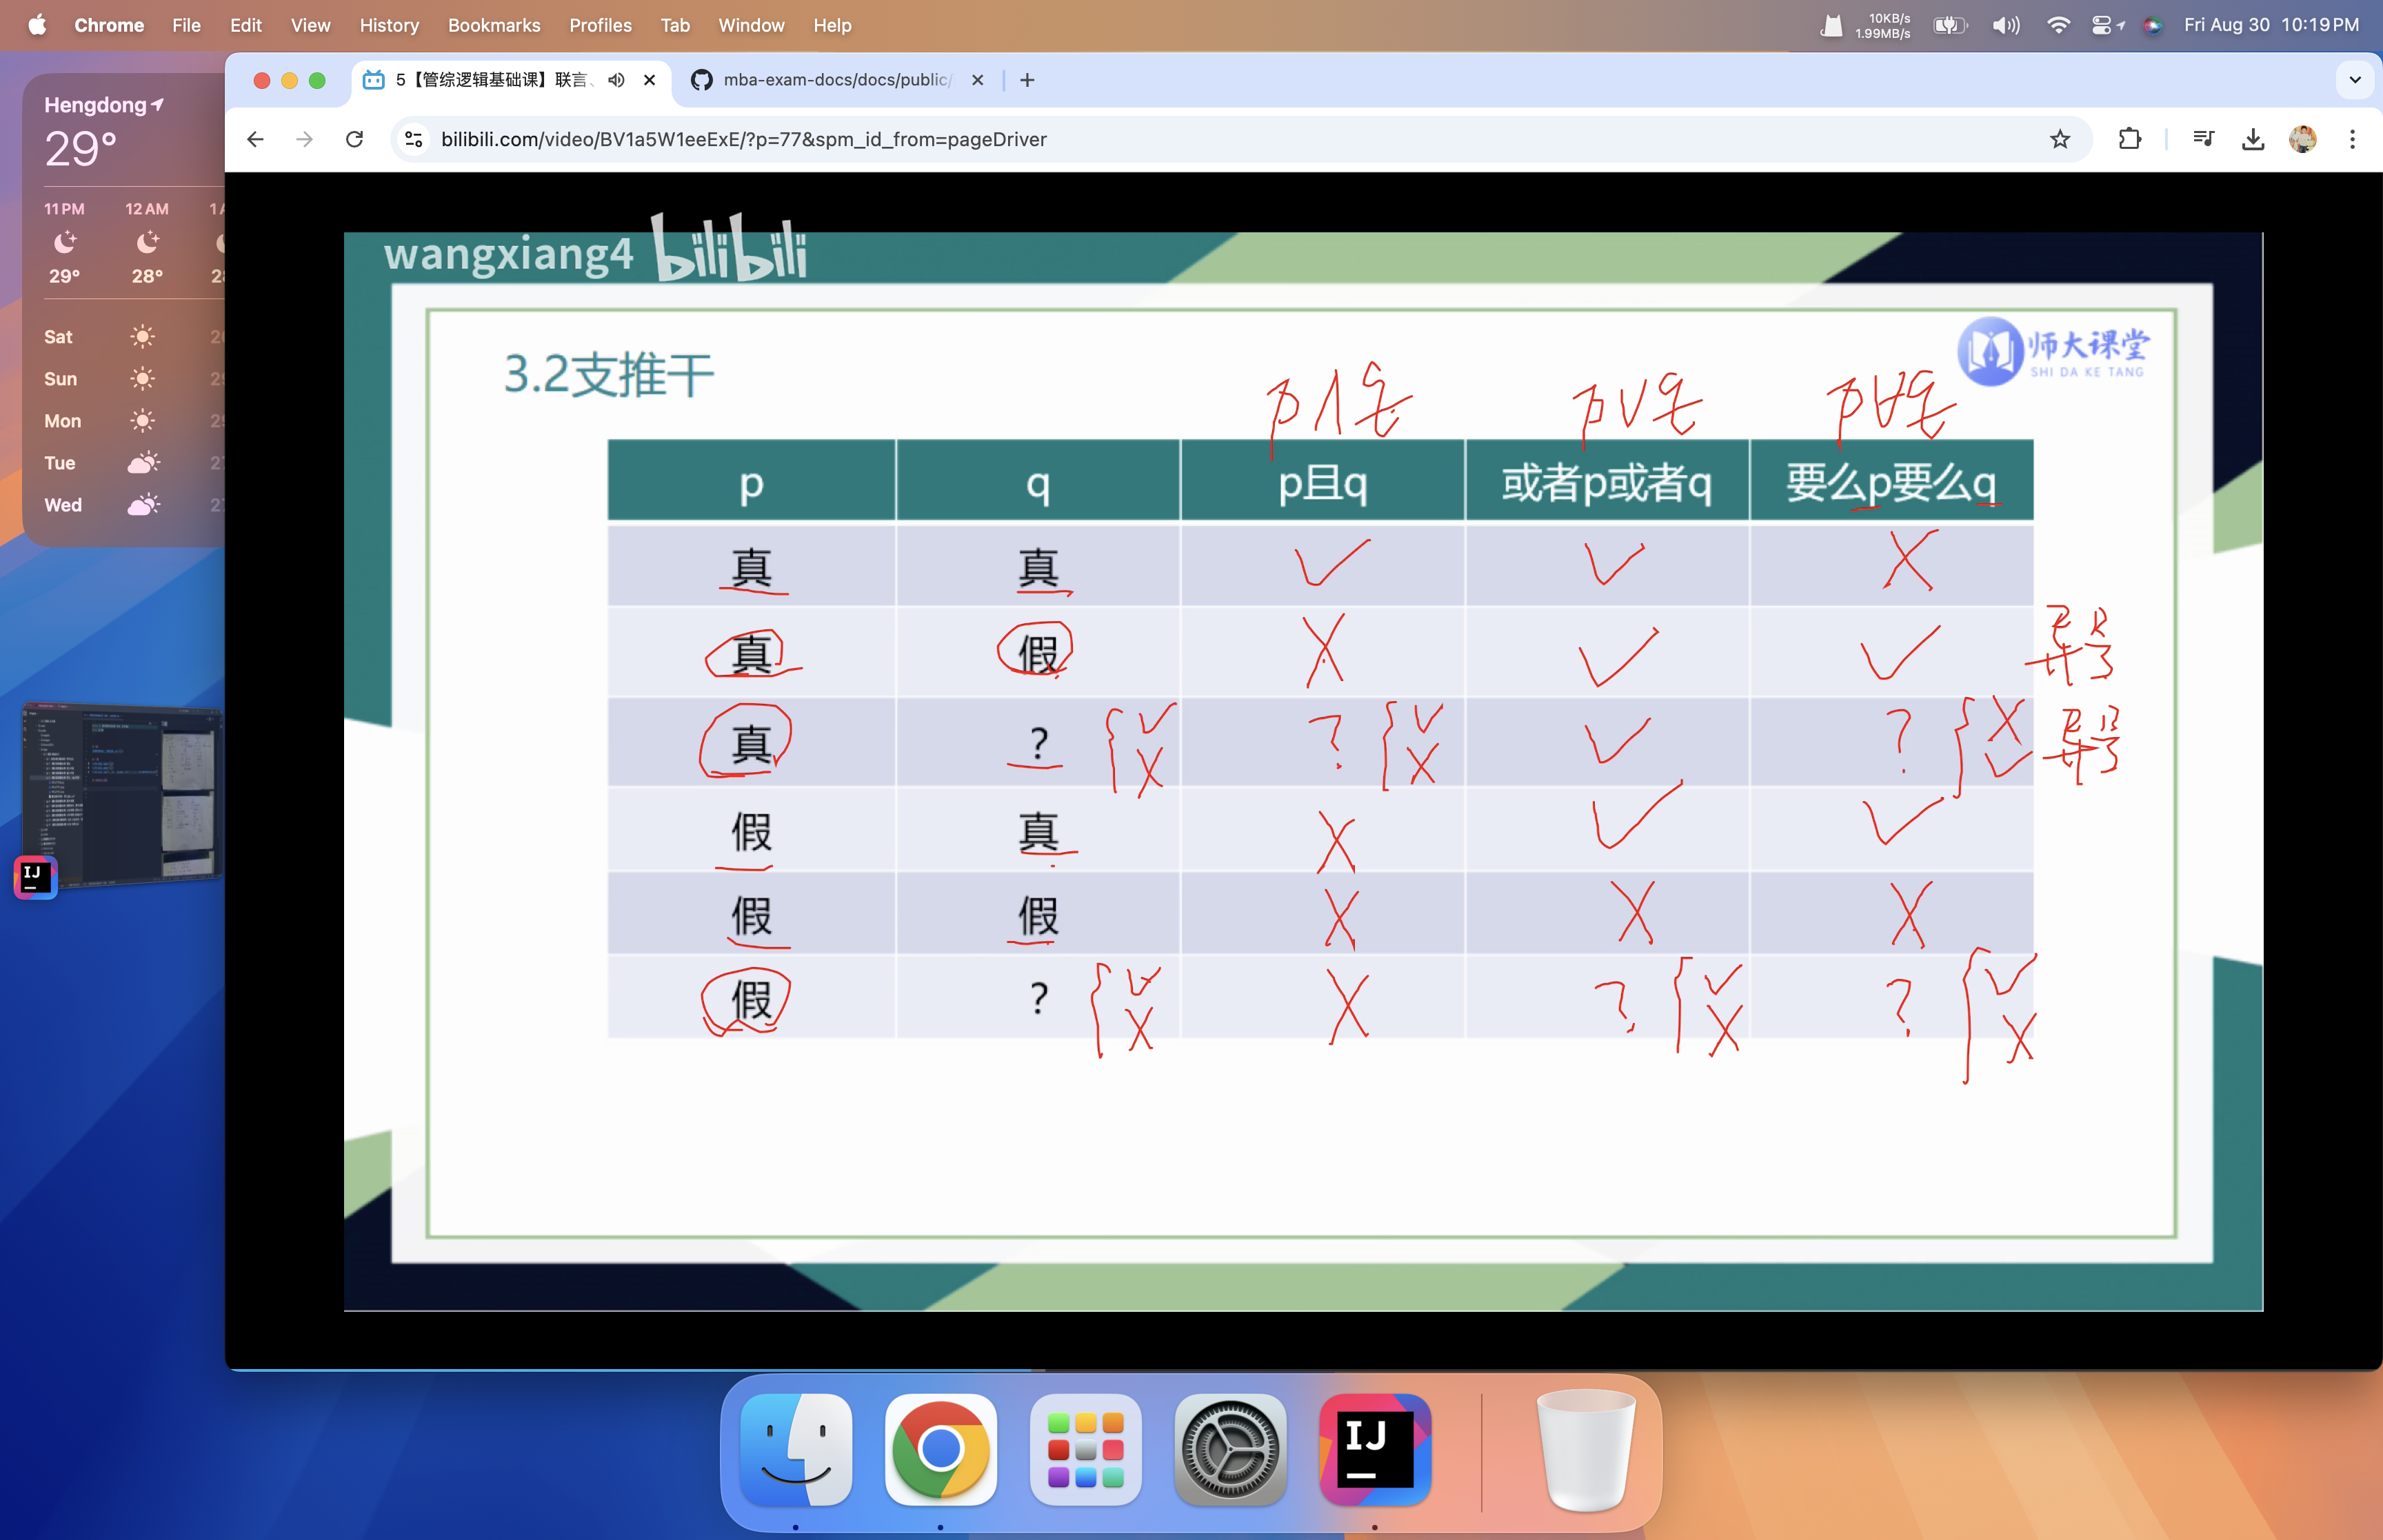 Chrome File Edit View History Bookmarks Profiles Tab Window Help 10KB/s 1.99MB/s Fri Aug 30 10:19 PM
5【管综逻辑基础课】联言、 mba-exam-docs/docs/public/
bilibili.com/video/BV1a5W1eeExE/?p=77&spm_id_from=pageDriver
Hengdong
29°
11 PM 12 AM
29° 28°
Sat
Sun
Mon
Tue
Wed
wangxiang4 bilibili
师大课堂
SHI DA KE TANG
3.2支推干
p∧q p∨q p∀q
p q p且q 或者p或者q 要么p要么q
真 真 ✓ ✓ X
真 假 X ✓ ✓
真 ? { ✓ X ? { ✓ X ✓ ? { X ✓
假 真 X ✓ ✓
假 假 X X X
假 ? { ✓ X X ? { ✓ X ? { ✓ X
IJ
IJ